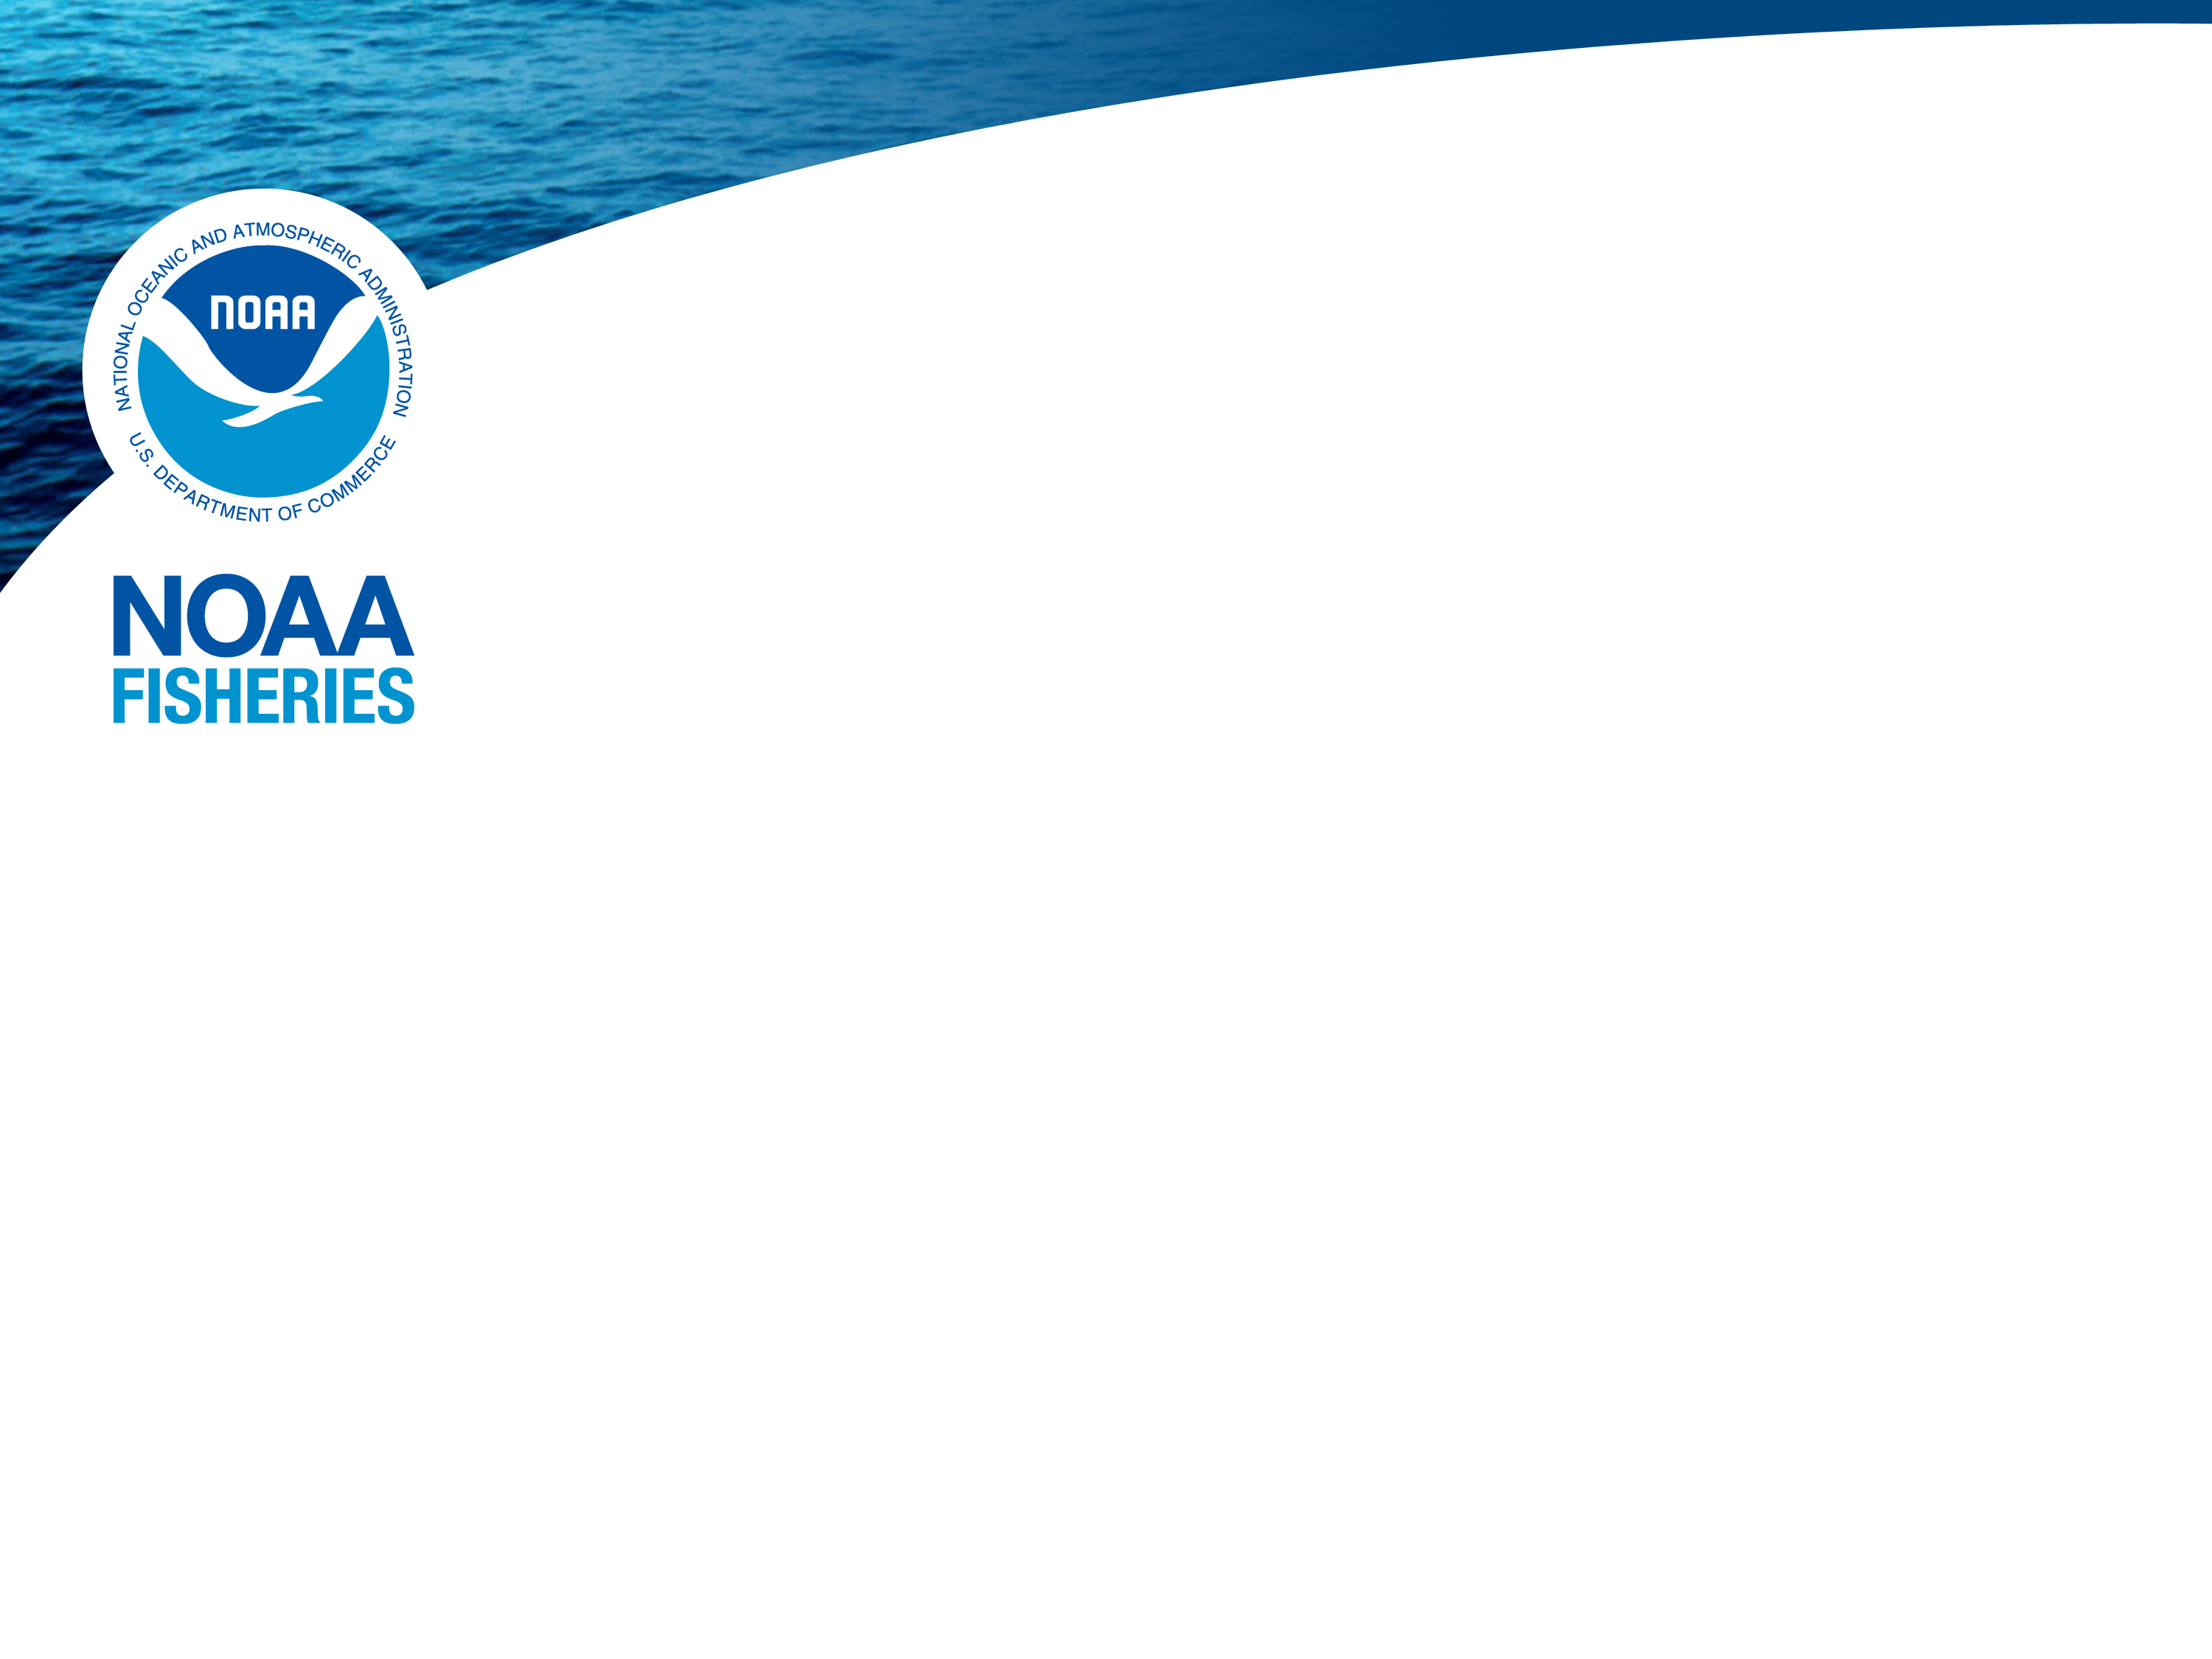 NATIONAL OCEANIC AND ATMOSPHERIC ADMINISTRATION
NOAA
U.S. DEPARTMENT OF COMMERCE
NOAA
FISHERIES